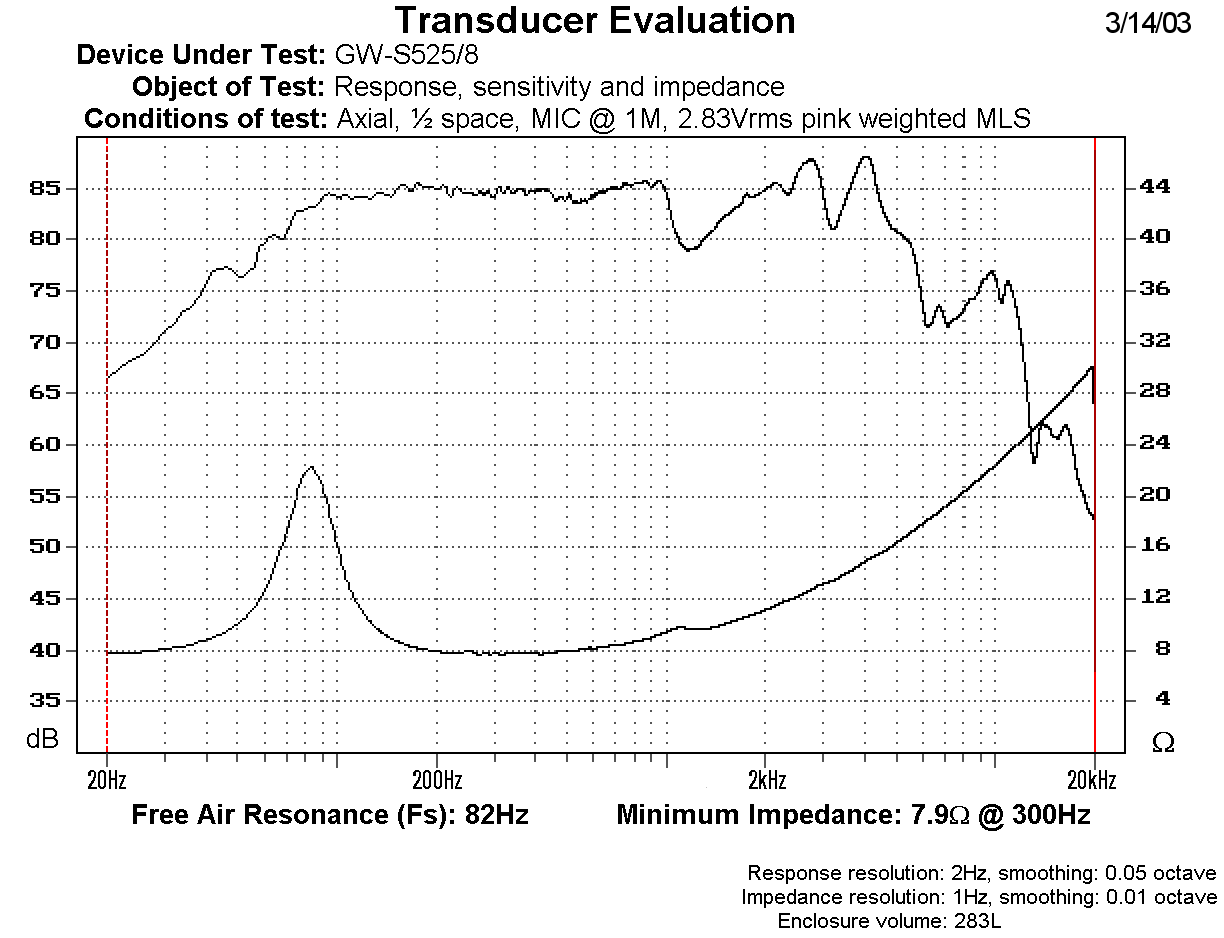 Transducer Evaluation 3/14/03
Device Under Test: GW-S525/8
Object of Test: Response, sensitivity and impedance
Conditions of test: Axial, ½ space, MIC @ 1M, 2.83Vrms pink weighted MLS
85 44
80 40
75 36
70 32
65 28
60 24
55 20
50 16
45 12
40 8
35 4
dB Ω
20Hz 200Hz 2kHz 20kHz
Free Air Resonance (Fs): 82Hz Minimum Impedance: 7.9Ω @ 300Hz
Response resolution: 2Hz, smoothing: 0.05 octave
Impedance resolution: 1Hz, smoothing: 0.01 octave
Enclosure volume: 283L